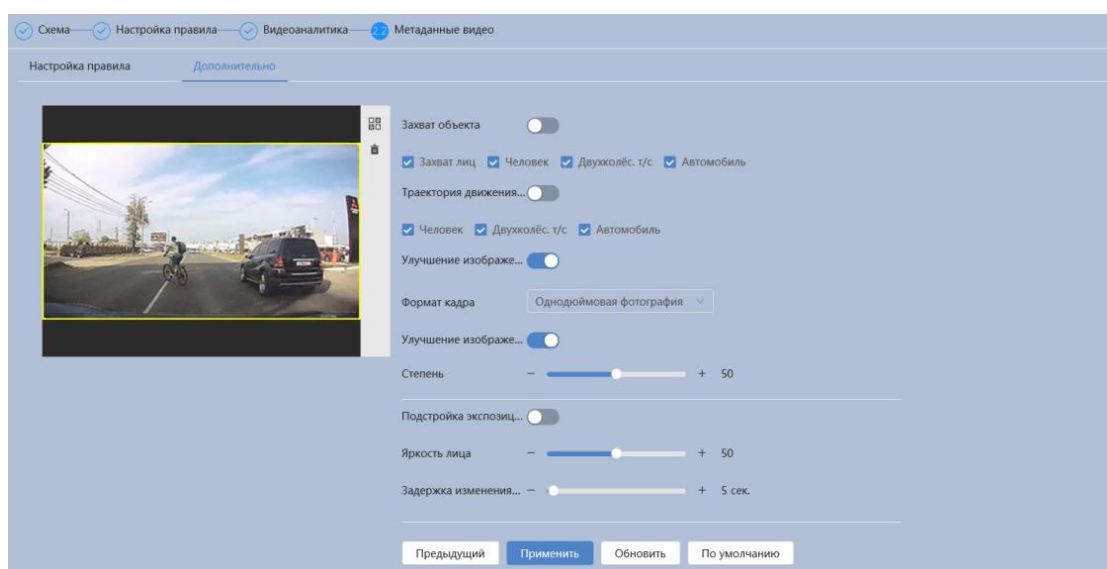 Схема Настройка правила Видеоаналитика 2.2 Метаданные видео
Настройка правила Дополнительно
Захват объекта
Захват лиц Человек Двухколёс. т/с Автомобиль
Траектория движения...
Человек Двухколёс. т/с Автомобиль
Улучшение изображе...
Формат кадра Однодюймовая фотография
Улучшение изображе...
Степень − + 50
Подстройка экспозиц...
Яркость лица − + 50
Задержка изменения... − + 5 сек.
Предыдущий Применить Обновить По умолчанию